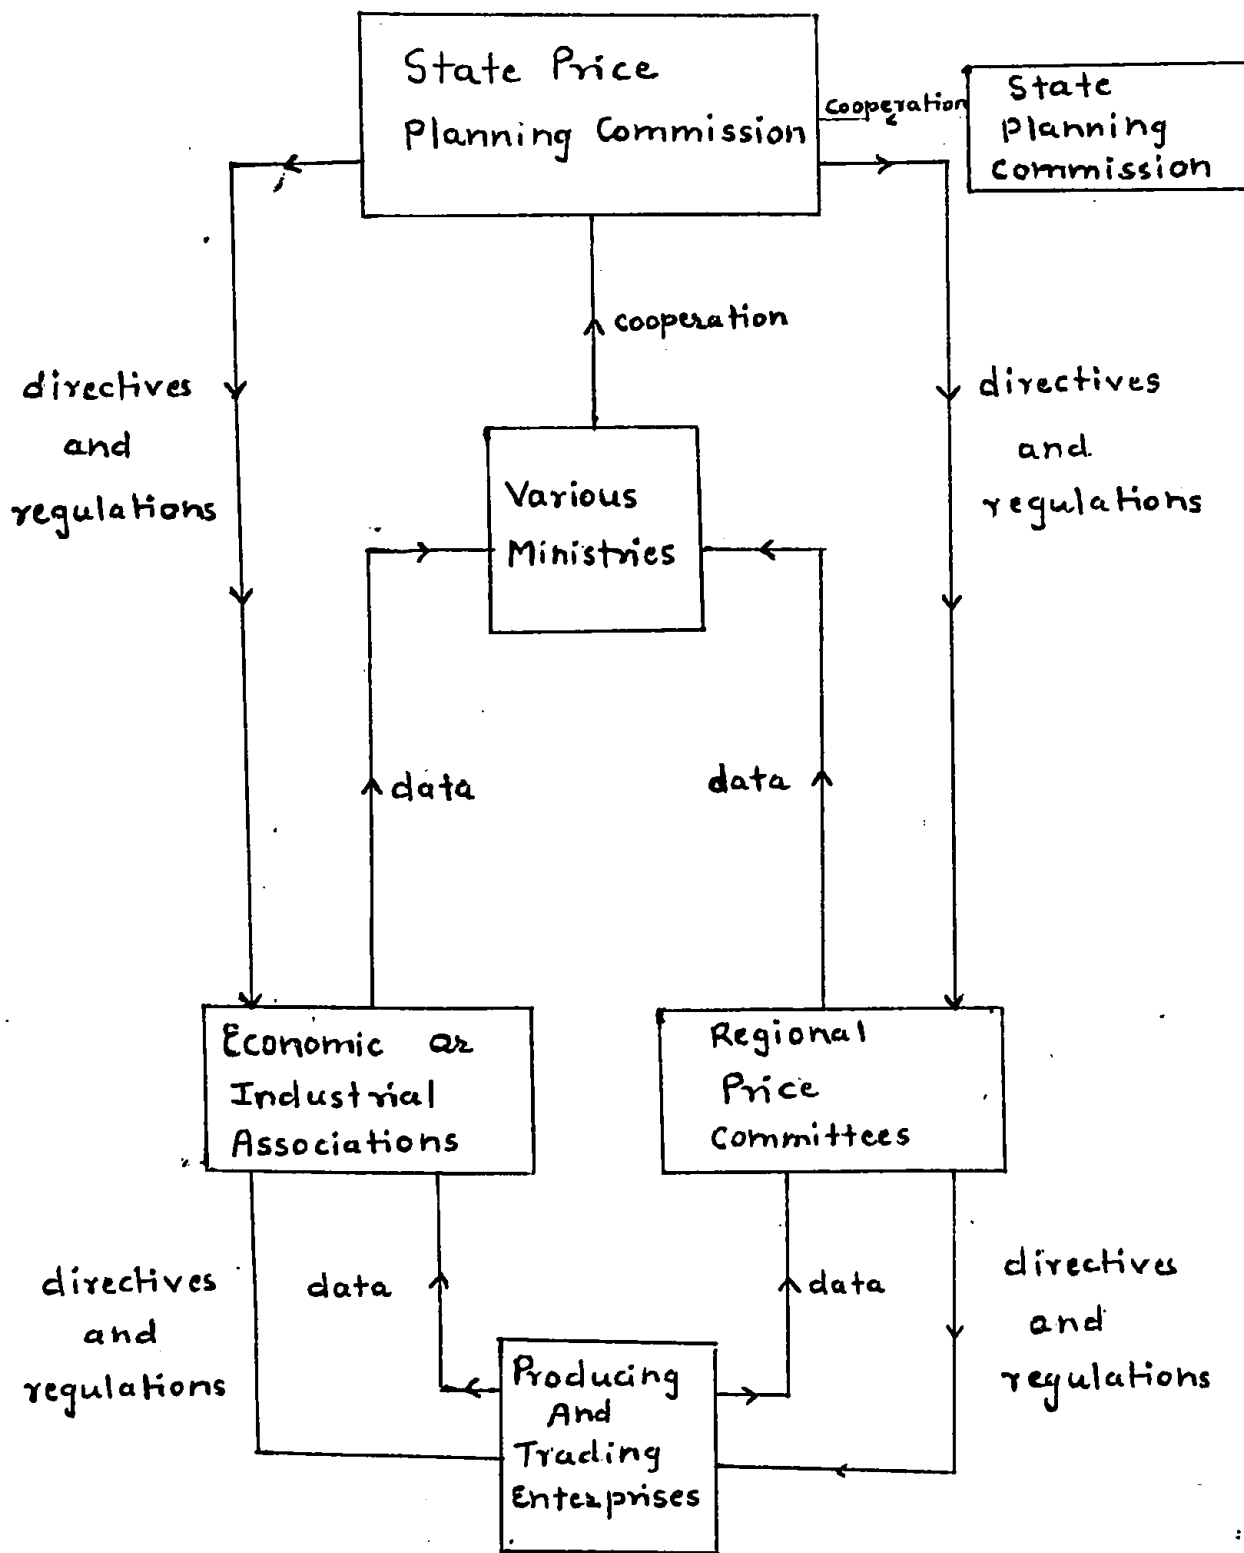 State Price
Planning Commission
cooperation
State
Planning
Commission
cooperation
directives
and
regulations
directives
and
regulations
Various
Ministries
data
data
Economic or
Industrial
Associations
Regional
Price
Committees
directives
and
regulations
data
data
directives
and
regulations
Producing
And
Trading
Enterprises